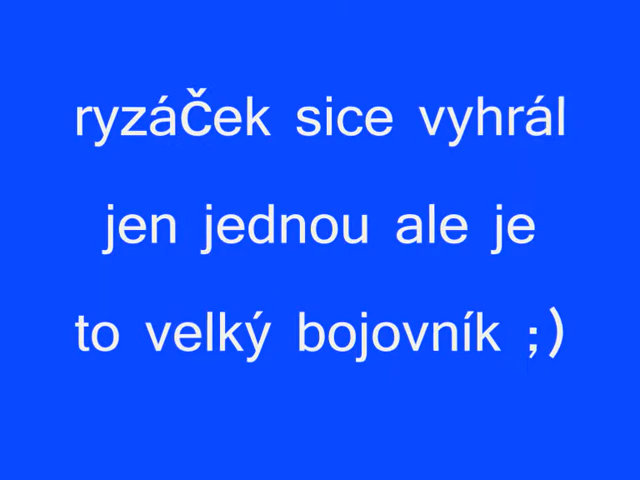 ryzáČek sice vyhrál
jen jednou ale je
to velký bojovník ;)